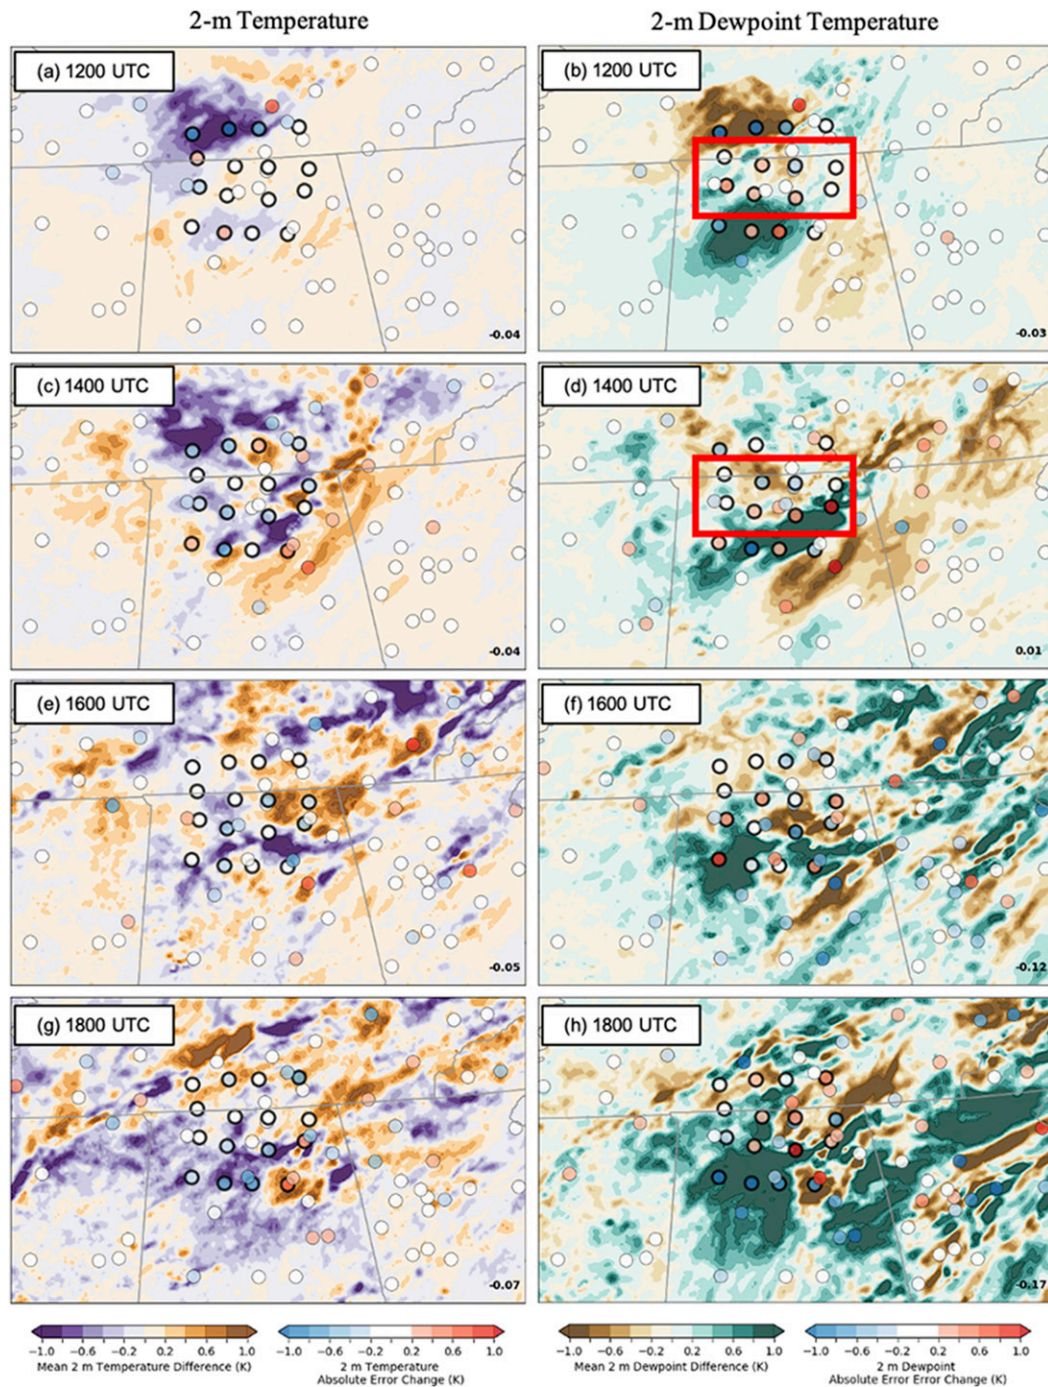 2-m Temperature
2-m Dewpoint Temperature
(a) 1200 UTC
(b) 1200 UTC
-0.04
-0.03
(c) 1400 UTC
(d) 1400 UTC
-0.04
0.01
(e) 1600 UTC
(f) 1600 UTC
-0.05
-0.12
(g) 1800 UTC
(h) 1800 UTC
-0.07
-0.17
−1.0 −0.6 −0.2 0.2 0.6 1.0
Mean 2 m Temperature Difference (K)
−1.0 −0.6 −0.2 0.2 0.6 1.0
2 m Temperature
Absolute Error Change (K)
−1.0 −0.6 −0.2 0.2 0.6 1.0
Mean 2 m Dewpoint Difference (K)
−1.0 −0.6 −0.2 0.2 0.6 1.0
2 m Dewpoint
Absolute Error Change (K)